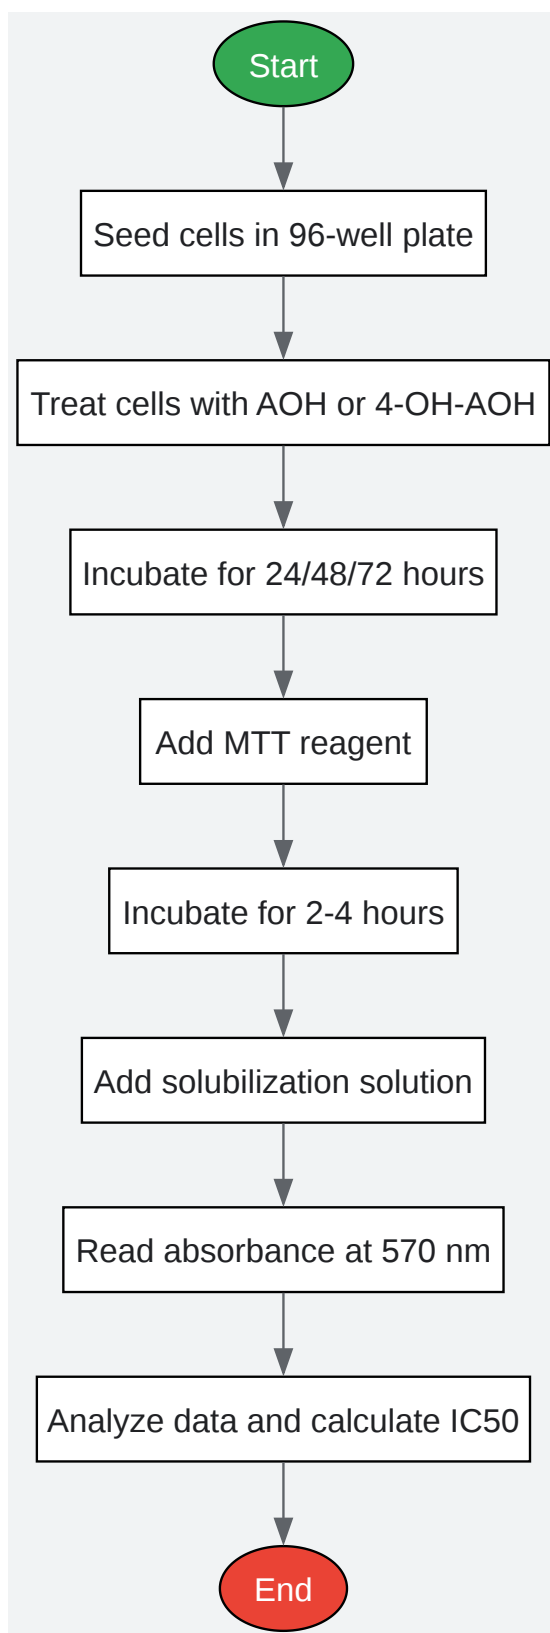 Start
Seed cells in 96-well plate
Treat cells with AOH or 4-OH-AOH
Incubate for 24/48/72 hours
Add MTT reagent
Incubate for 2-4 hours
Add solubilization solution
Read absorbance at 570 nm
Analyze data and calculate IC50
End